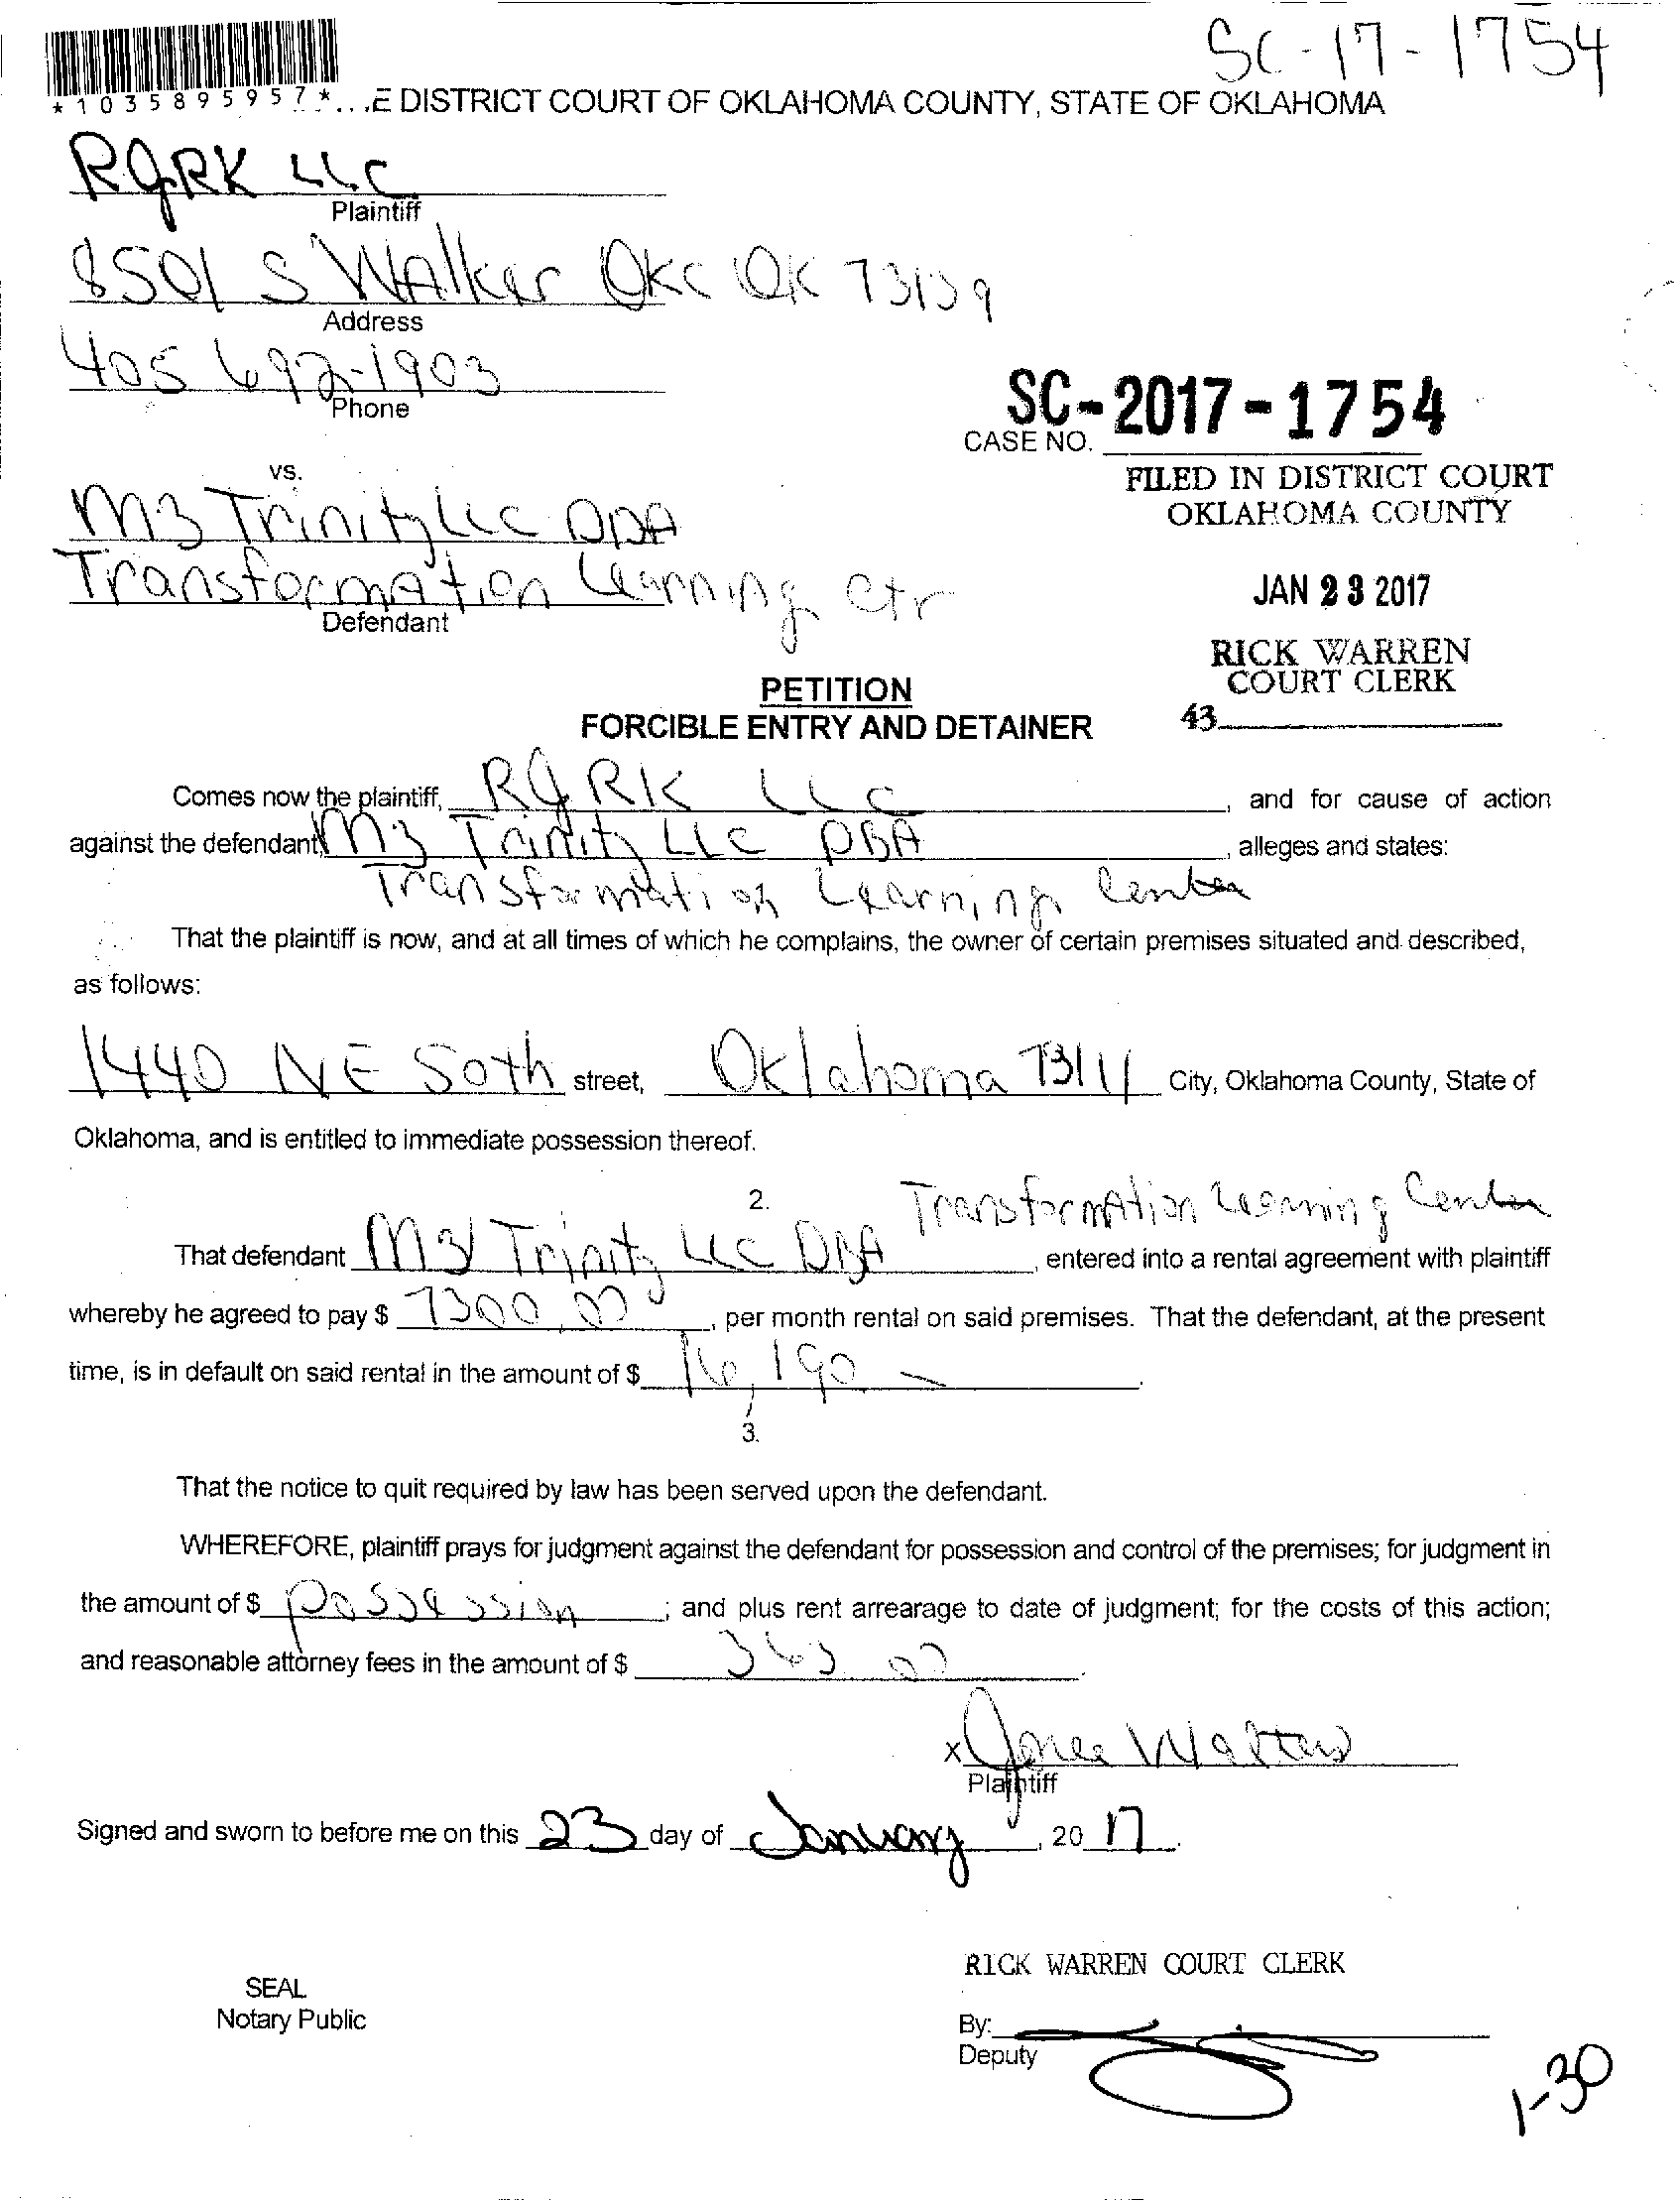 SC-17-1754
*1035895957*
...E DISTRICT COURT OF OKLAHOMA COUNTY, STATE OF OKLAHOMA
RJRK LLC
Plaintiff
8501 S Walker OKC OK 73139
Address
405 692-1903
Phone
SC-2017-1754
CASE NO.
vs.
FILED IN DISTRICT COURT
OKLAHOMA COUNTY
M3 Trinity LLC DBA
Transformation Learning Ctr
Defendant
JAN 23 2017
RICK WARREN
COURT CLERK
43
PETITION
FORCIBLE ENTRY AND DETAINER
Comes now the plaintiff, RJRK LLC, and for cause of action
against the defendant, M3 Trinity LLC DBA, alleges and states:
Transformation Learning Center
That the plaintiff is now, and at all times of which he complains, the owner of certain premises situated and described,
as follows:
1440 NE 50th street, Oklahoma 73111 City, Oklahoma County, State of
Oklahoma, and is entitled to immediate possession thereof.
2.
Transformation Learning Center
That defendant M3 Trinity LLC DBA, entered into a rental agreement with plaintiff
whereby he agreed to pay $ 7300.00, per month rental on said premises. That the defendant, at the present
time, is in default on said rental in the amount of $ 16,190 —.
3.
That the notice to quit required by law has been served upon the defendant.
WHEREFORE, plaintiff prays for judgment against the defendant for possession and control of the premises; for judgment in
the amount of $ possession; and plus rent arrearage to date of judgment; for the costs of this action;
and reasonable attorney fees in the amount of $ 363.00.
x Walters
Plaintiff
Signed and sworn to before me on this 23 day of January, 20 17.
SEAL
Notary Public
RICK WARREN COURT CLERK
By:
Deputy
1-30